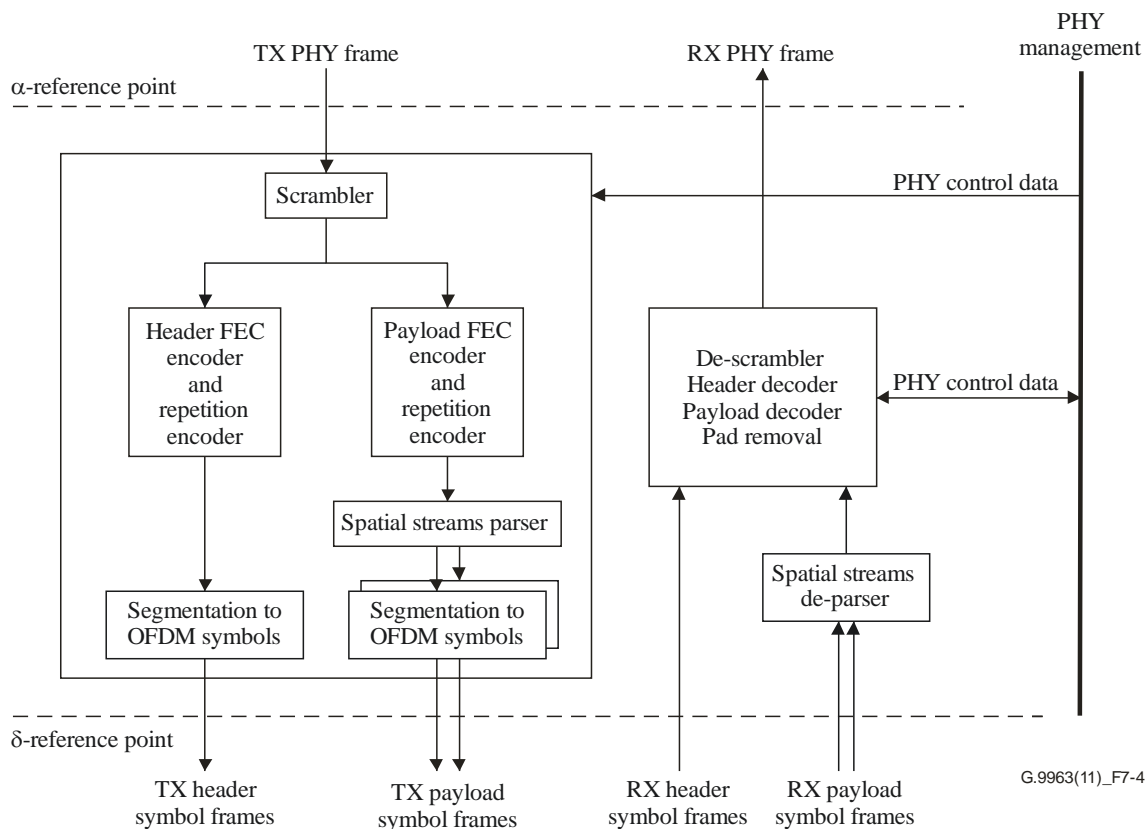 PHY
management
TX PHY frame
RX PHY frame
α-reference point
Scrambler
PHY control data
Header FEC
encoder
and
repetition
encoder
Payload FEC
encoder
and
repetition
encoder
De-scrambler
Header decoder
Payload decoder
Pad removal
PHY control data
Spatial streams parser
Spatial streams
de-parser
Segmentation to
OFDM symbols
Segmentation to
OFDM symbols
δ-reference point
TX header
symbol frames
TX payload
symbol frames
RX header
symbol frames
RX payload
symbol frames
G.9963(11)_F7-4